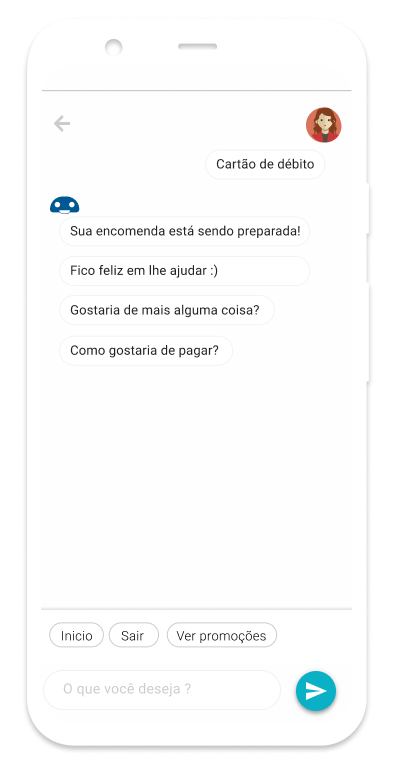 Cartão de débito
Sua encomenda está sendo preparada!
Fico feliz em lhe ajudar :)
Gostaria de mais alguma coisa?
Como gostaria de pagar?
Inicio
Sair
Ver promoções
O que você deseja ?